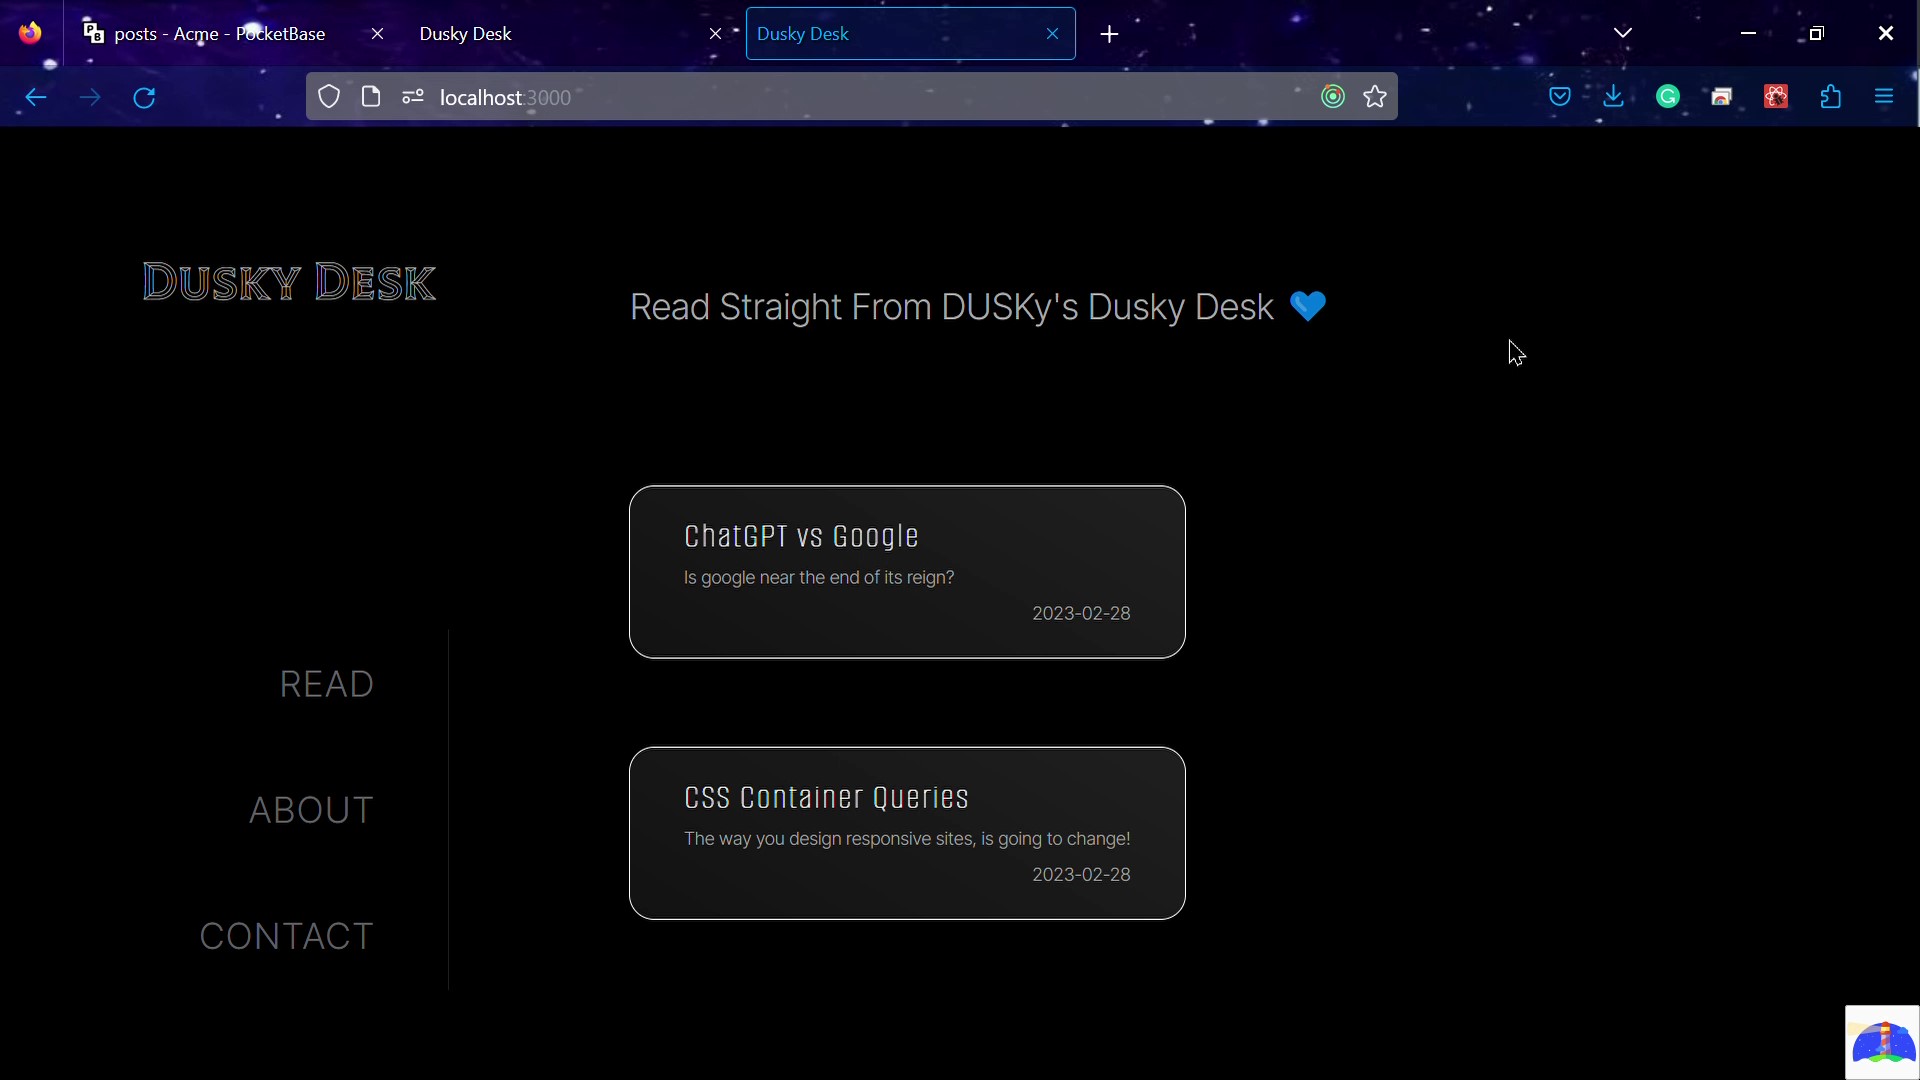 posts - Acme - PocketBase
Dusky Desk
Dusky Desk
localhost:3000
Dusky Desk
Read Straight From DUSKy's Dusky Desk 💙
ChatGPT vs Google
Is google near the end of its reign?
2023-02-28
READ
CSS Container Queries
ABOUT
The way you design responsive sites, is going to change!
2023-02-28
CONTACT